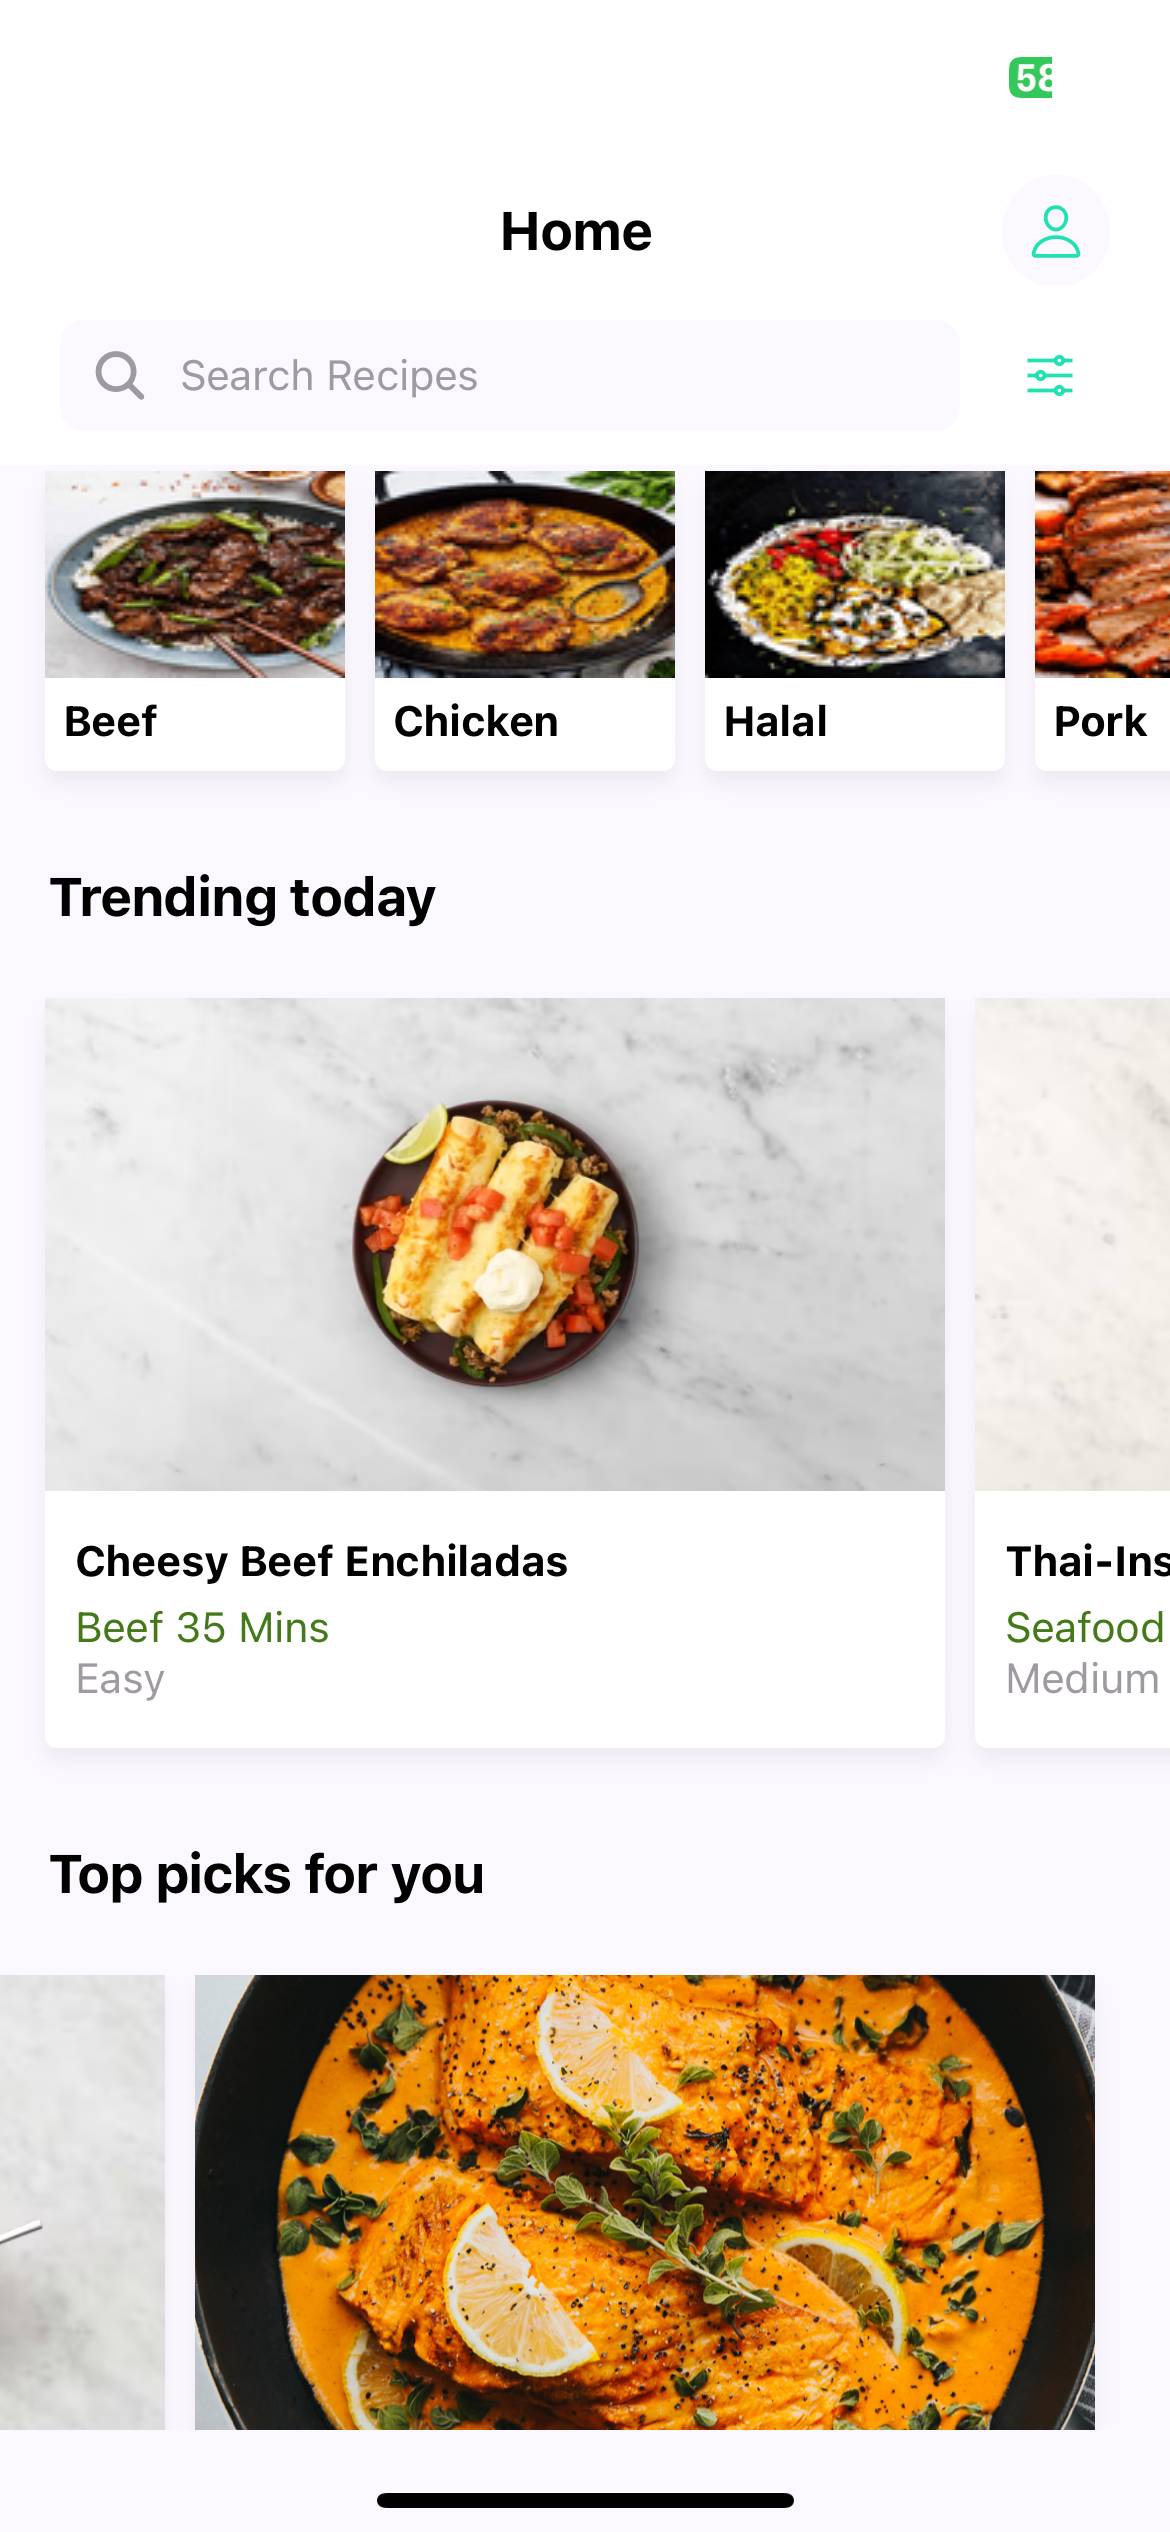 58
Home
Search Recipes
Beef
Chicken
Halal
Pork
Trending today
Cheesy Beef Enchiladas
Beef 35 Mins
Easy
Thai-Ins
Seafood
Medium
Top picks for you